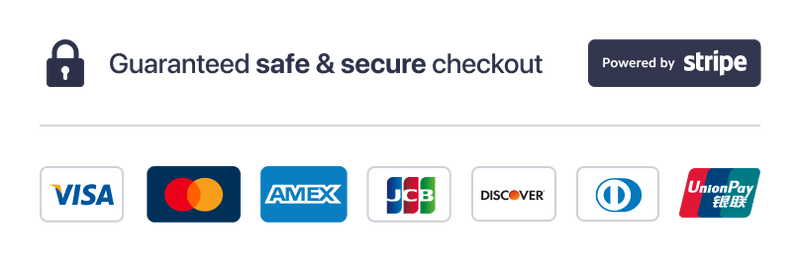 Guaranteed safe & secure checkout
Powered by stripe
VISA
AMEX
JCB
DISCOVER
UnionPay
银联